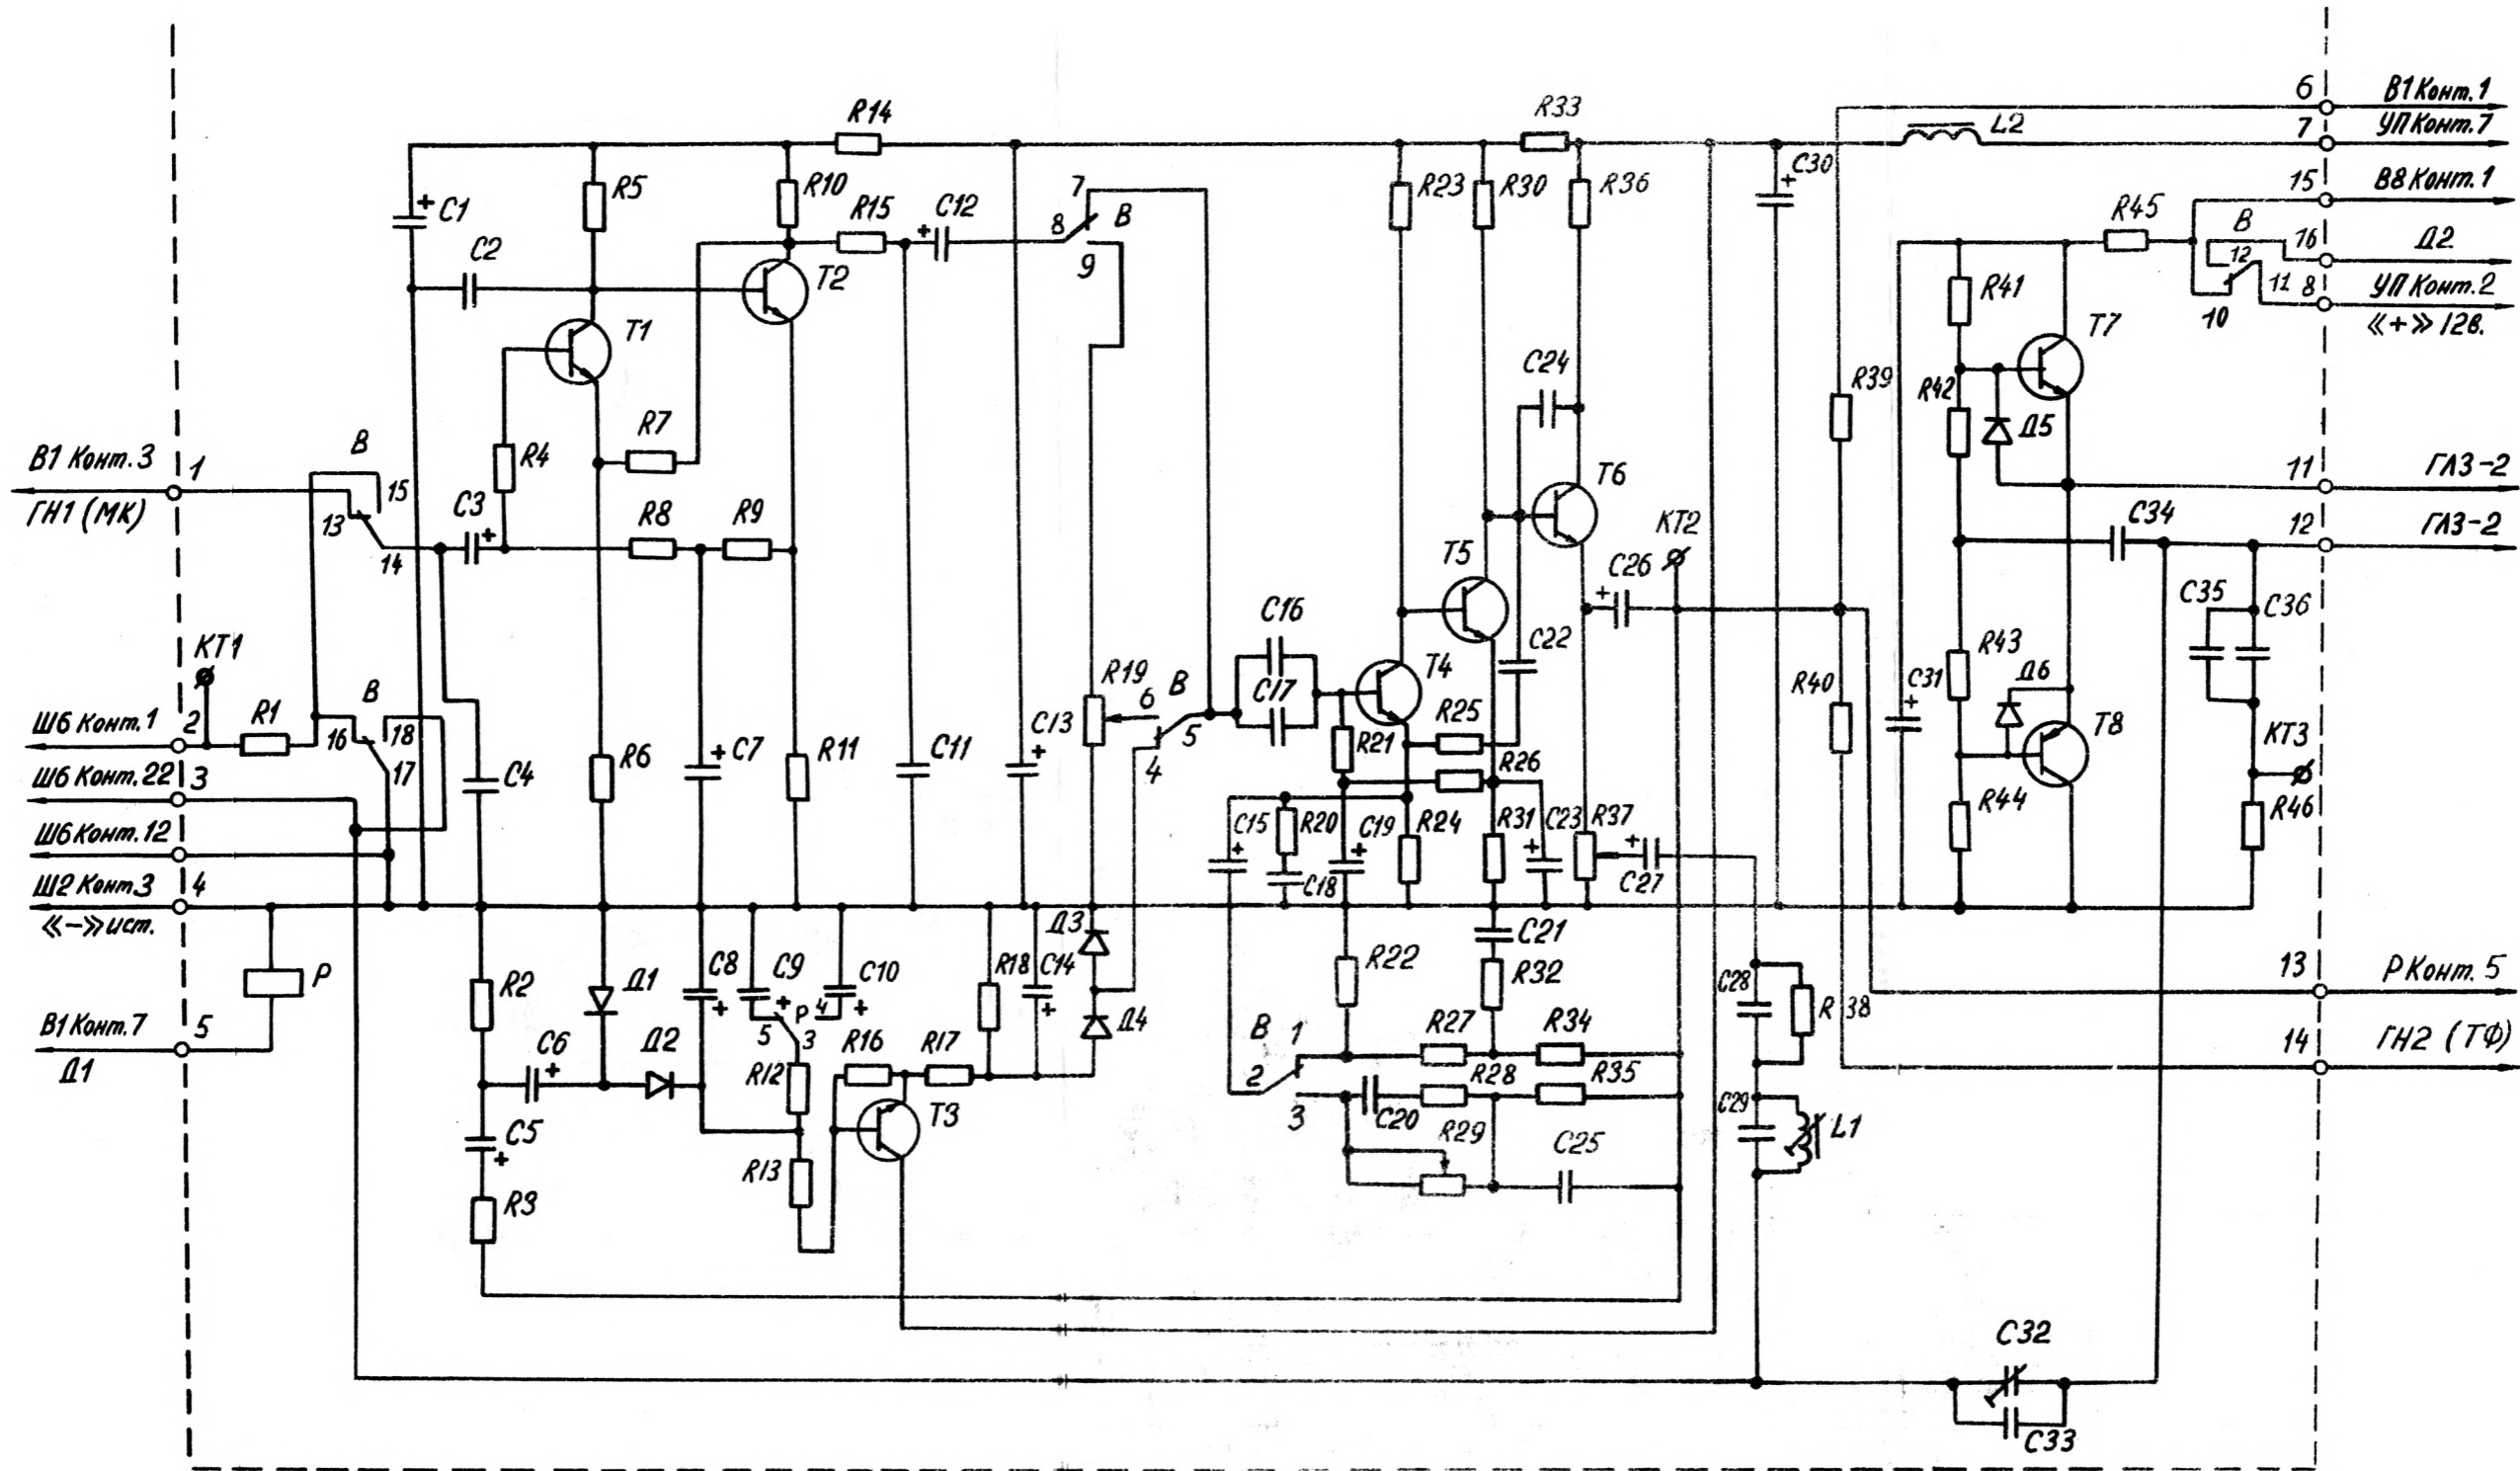 R14
R33
6
В1 Конт.1
L2
7
УП Конт.7
+ C1
R5
R10
R15
+ C12
7
8
В
9
R23
R30
R36
+ C30
15
В8 Конт.1
R45
В
16
Д2
12
11
8
УП Конт.2
10
«+» 12в.
C2
T1
T2
R41
T7
C24
R39
R42
Д5
В1 Конт.3
1
ГН1 (МК)
В
15
13
14
R4
R7
C3 +
R8
R9
T6
КТ2
T5
+ C26
11
ГЛЗ-2
C34
12
ГЛЗ-2
C35
C36
КТ1
C16
C17
C22
T4
R43
Д6
R40
C31 +
T8
КТ3
Ш6 Конт.1
2
R1
В
16
18
17
R19
6
В
5
4
C13 +
R25
R21
R26
Ш6 Конт.22
3
C4
R6
+ C7
R11
C11
R44
R46
Ш6 Конт.12
C15 +
R20
C19 +
R24
R31
C23 +
R37
+ C27
C18
Ш2 Конт.3
4
«-» ист.
Р
R2
Д1
C8 +
C9 +
C10 +
R18
C14 +
Д3
Д4
R22
C21
R32
C28
R 38
13
Р Конт.5
В1 Конт.7
5
Д1
C6 +
Д2
5
Р
4
3
R12
R16
R17
В
1
2
3
R27
R34
R28
R35
C20
R29
C25
C29
L1
14
ГН2 (ТФ)
C5 +
R13
T3
R3
C32
C33